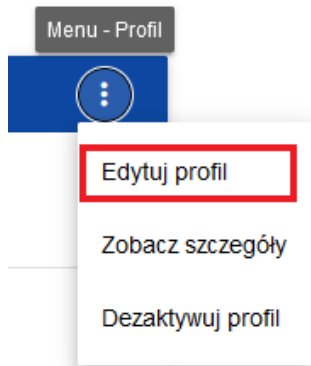 Menu - Profil
Edytuj profil
Zobacz szczegóły
Dezaktywuj profil